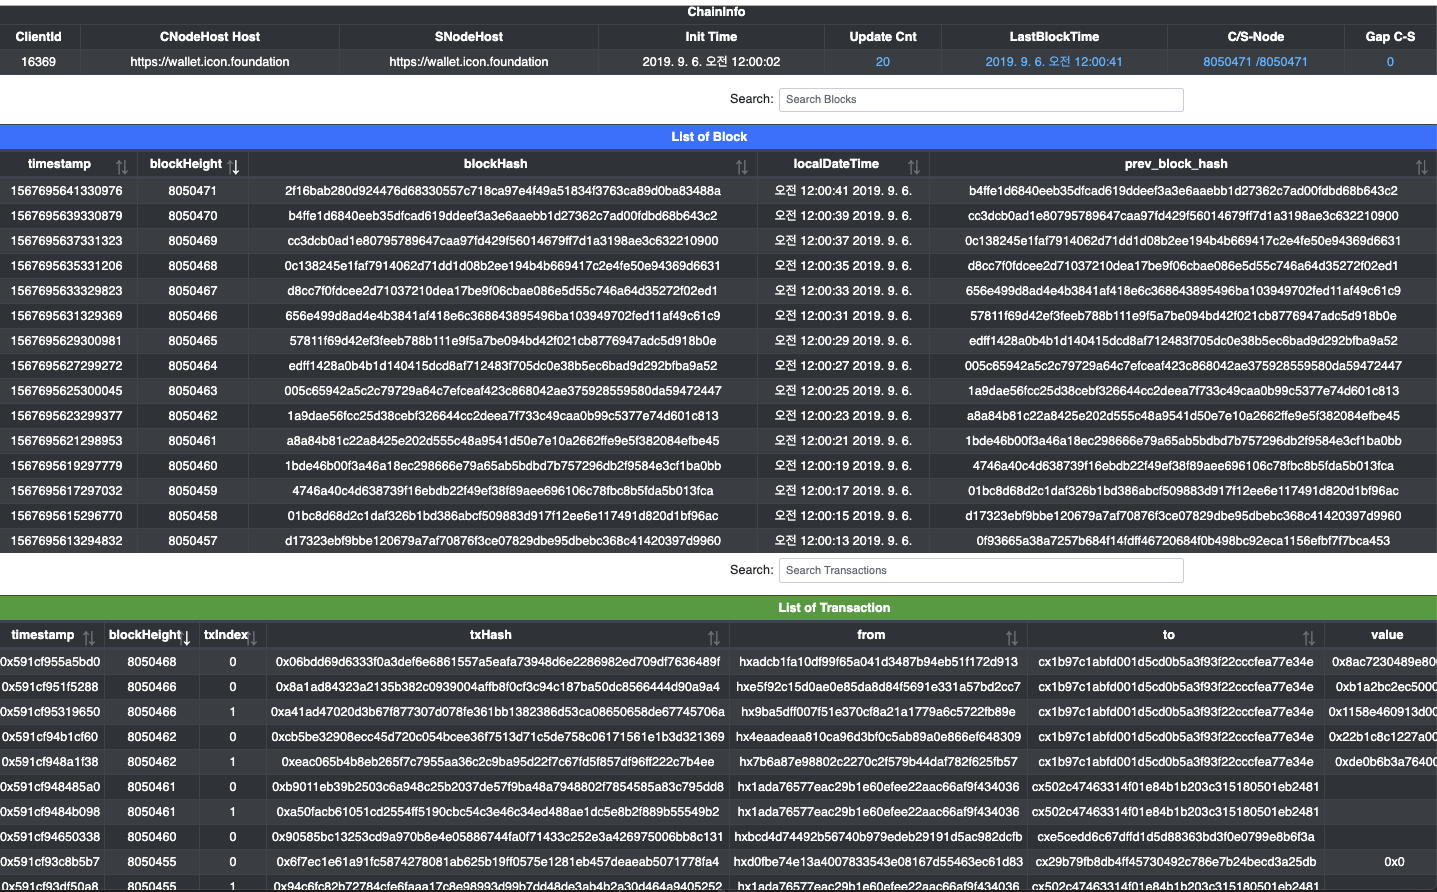 ChainInfo
ClientId CNodeHost Host SNodeHost Init Time Update Cnt LastBlockTime C/S-Node Gap C-S
16369 https://wallet.icon.foundation https://wallet.icon.foundation 2019. 9. 6. 오전 12:00:02 20 2019. 9. 6. 오전 12:00:41 8050471 /8050471 0
Search: Search Blocks
List of Block
timestamp blockHeight blockHash localDateTime prev_block_hash
1567695641330976 8050471 2f16bab280d924476d68330557c718ca97e4f49a51834f3763ca89d0ba83488a 오전 12:00:41 2019. 9. 6. b4ffe1d6840eeb35dfcad619ddeef3a3e6aaebb1d27362c7ad00fdbd68b643c2
1567695639330879 8050470 b4ffe1d6840eeb35dfcad619ddeef3a3e6aaebb1d27362c7ad00fdbd68b643c2 오전 12:00:39 2019. 9. 6. cc3dcb0ad1e80795789647caa97fd429f56014679ff7d1a3198ae3c632210900
1567695637331323 8050469 cc3dcb0ad1e80795789647caa97fd429f56014679ff7d1a3198ae3c632210900 오전 12:00:37 2019. 9. 6. 0c138245e1faf7914062d71dd1d08b2ee194b4b669417c2e4fe50e94369d6631
1567695635331206 8050468 0c138245e1faf7914062d71dd1d08b2ee194b4b669417c2e4fe50e94369d6631 오전 12:00:35 2019. 9. 6. d8cc7f0fdcee2d71037210dea17be9f06cbae086e5d55c746a64d35272f02ed1
1567695633329823 8050467 d8cc7f0fdcee2d71037210dea17be9f06cbae086e5d55c746a64d35272f02ed1 오전 12:00:33 2019. 9. 6. 656e499d8ad4e4b3841af418e6c368643895496ba103949702fed11af49c61c9
1567695631329369 8050466 656e499d8ad4e4b3841af418e6c368643895496ba103949702fed11af49c61c9 오전 12:00:31 2019. 9. 6. 57811f69d42ef3feeb788b111e9f5a7be094bd42f021cb8776947adc5d918b0e
1567695629300981 8050465 57811f69d42ef3feeb788b111e9f5a7be094bd42f021cb8776947adc5d918b0e 오전 12:00:29 2019. 9. 6. edff1428a0b4b1d140415dcd8af712483f705dc0e38b5ec6bad9d292bfba9a52
1567695627299272 8050464 edff1428a0b4b1d140415dcd8af712483f705dc0e38b5ec6bad9d292bfba9a52 오전 12:00:27 2019. 9. 6. 005c65942a5c2c79729a64c7efceaf423c868042ae375928559580da59472447
1567695625300045 8050463 005c65942a5c2c79729a64c7efceaf423c868042ae375928559580da59472447 오전 12:00:25 2019. 9. 6. 1a9dae56fcc25d38cebf326644cc2deea7f733c49caa0b99c5377e74d601c813
1567695623299377 8050462 1a9dae56fcc25d38cebf326644cc2deea7f733c49caa0b99c5377e74d601c813 오전 12:00:23 2019. 9. 6. a8a84b81c22a8425e202d555c48a9541d50e7e10a2662ffe9e5f382084efbe45
1567695621298953 8050461 a8a84b81c22a8425e202d555c48a9541d50e7e10a2662ffe9e5f382084efbe45 오전 12:00:21 2019. 9. 6. 1bde46b00f3a46a18ec298666e79a65ab5bdbd7b757296db2f9584e3cf1ba0bb
1567695619297779 8050460 1bde46b00f3a46a18ec298666e79a65ab5bdbd7b757296db2f9584e3cf1ba0bb 오전 12:00:19 2019. 9. 6. 4746a40c4d638739f16ebdb22f49ef38f89aee696106c78fbc8b5fda5b013fca
1567695617297032 8050459 4746a40c4d638739f16ebdb22f49ef38f89aee696106c78fbc8b5fda5b013fca 오전 12:00:17 2019. 9. 6. 01bc8d68d2c1daf326b1bd386abcf509883d917f12ee6e117491d820d1bf96ac
1567695615296770 8050458 01bc8d68d2c1daf326b1bd386abcf509883d917f12ee6e117491d820d1bf96ac 오전 12:00:15 2019. 9. 6. d17323ebf9bbe120679a7af70876f3ce07829dbe95dbebc368c41420397d9960
1567695613294832 8050457 d17323ebf9bbe120679a7af70876f3ce07829dbe95dbebc368c41420397d9960 오전 12:00:13 2019. 9. 6. 0f93665a38a7257b684f14fdff46720684f0b498bc92eca1156efbf7f7bca453
Search: Search Transactions
List of Transaction
timestamp blockHeight txIndex txHash from to value
0x591cf955a5bd0 8050468 0 0x06bdd69d6333f0a3def6e6861557a5eafa73948d6e2286982ed709df7636489f hxadcb1fa10df99f65a041d3487b94eb51f172d913 cx1b97c1abfd001d5cd0b5a3f93f22cccfea77e34e 0x8ac7230489e80
0x591cf951f5288 8050466 0 0x8a1ad84323a2135b382c0939004affb8f0cf3c94c187ba50dc8566444d90a9a4 hxe5f92c15d0ae0e85da8d84f5691e331a57bd2cc7 cx1b97c1abfd001d5cd0b5a3f93f22cccfea77e34e 0xb1a2bc2ec5000
0x591cf95319650 8050466 1 0xa41ad47020d3b67f877307d078fe361bb1382386d53ca08650658de67745706a hx9ba5dff007f51e370cf8a21a1779a6c5722fb89e cx1b97c1abfd001d5cd0b5a3f93f22cccfea77e34e 0x1158e460913d00
0x591cf94b1cf60 8050462 0 0xcb5be32908ecc45d720c054bcee36f7513d71c5de758c06171561e1b3d321369 hx4eaadeaa810ca96d3bf0c5ab89a0e866ef648309 cx1b97c1abfd001d5cd0b5a3f93f22cccfea77e34e 0x22b1c8c1227a00
0x591cf948a1f38 8050462 1 0xeac065b4b8eb265f7c7955aa36c2c9ba95d22f7c67fd5f857df96ff222c7b4ee hx7b6a87e98802c2270c2f579b44daf782f625fb57 cx1b97c1abfd001d5cd0b5a3f93f22cccfea77e34e 0xde0b6b3a76400
0x591cf948485a0 8050461 0 0xb9011eb39b2503c6a948c25b2037de57f9ba48a7948802f7854585a83c795dd8 hx1ada76577eac29b1e60efee22aac66af9f434036 cx502c47463314f01e84b1b203c315180501eb2481
0x591cf9484b098 8050461 1 0xa50facb61051cd2554ff5190cbc54c3e46c34ed488ae1dc5e8b2f889b55549b2 hx1ada76577eac29b1e60efee22aac66af9f434036 cx502c47463314f01e84b1b203c315180501eb2481
0x591cf94650338 8050460 0 0x90585bc13253cd9a970b8e4e05886744fa0f71433c252e3a426975006bb8c131 hxbcd4d74492b56740b979edeb29191d5ac982dcfb cxe5cedd6c67dffd1d5d88363bd3f0e0799e8b6f3a
0x591cf93c8b5b7 8050455 0 0x6f7ec1e61a91fc5874278081ab625b19ff0575e1281eb457deaeab5071778fa4 hxd0fbe74e13a4007833543e08167d55463ec61d83 cx29b79fb8db4ff45730492c786e7b24becd3a25db 0x0
0x591cf93df50a8 8050455 1 0x94c6fc82b72784cfe6faaa17c8e98993d99b7dd48de3ab4b2a30d464a9405252 hx1ada76577eac29b1e60efee22aac66af9f434036 cx502c47463314f01e84b1b203c315180501eb2481